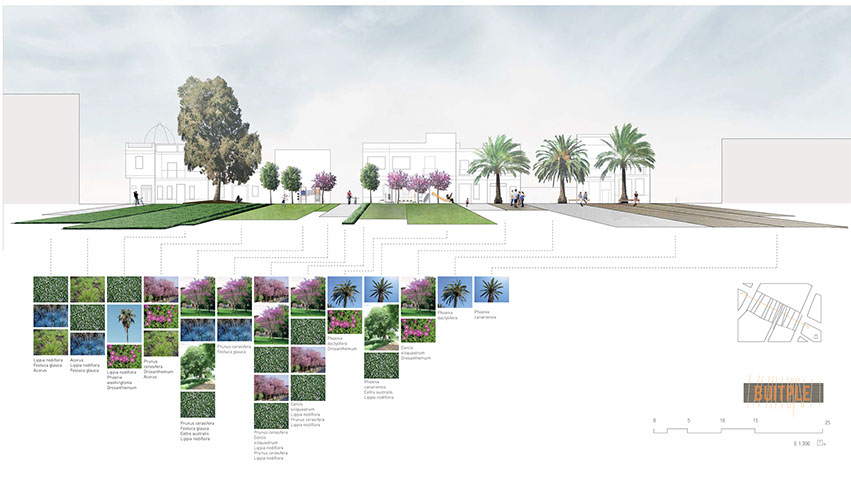 Lippia nodiflora
Festuca glauca
Acorus
Acorus
Lippia nodiflora
Festuca glauca
Lippia nodiflora
Phoenix
washingtonia
Drosanthemum
Prunus
cerasifera
Drosanthemum
Acorus
Prunus cerasifera
Festuca glauca
Celtis australis
Lippia nodiflora
Prunus cerasifera
Festuca glauca
Prunus cerasifera
Cercis
siliquastrum
Lippia nodiflora
Prunus cerasifera
Lippia nodiflora
Cercis
siliquastrum
Lippia nodiflora
Prunus cerasifera
Lippia nodiflora
Phoenix
dactylifera
Drosanthemum
Phoenix
canariensis
Celtis australis
Lippia nodiflora
Cercis
siliquastrum
Drosanthemum
Phoenix
dactylifera
Phoenix
canariensis
BUITPLE
0 5 10 15 25
E 1:300